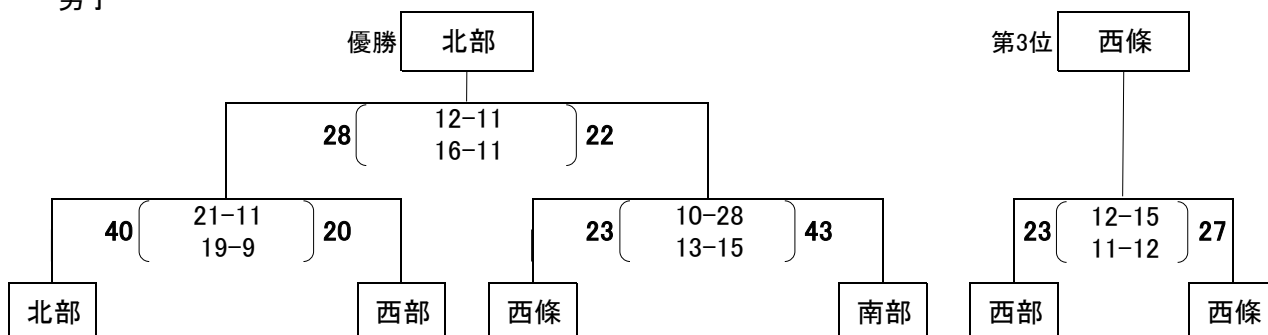 男子
優勝 北部 第3位 西條
28 12-11 22
16-11
40 21-11 20 23 10-28 43 23 12-15 27
19-9 13-15 11-12
北部 西部 西條 南部 西部 西條